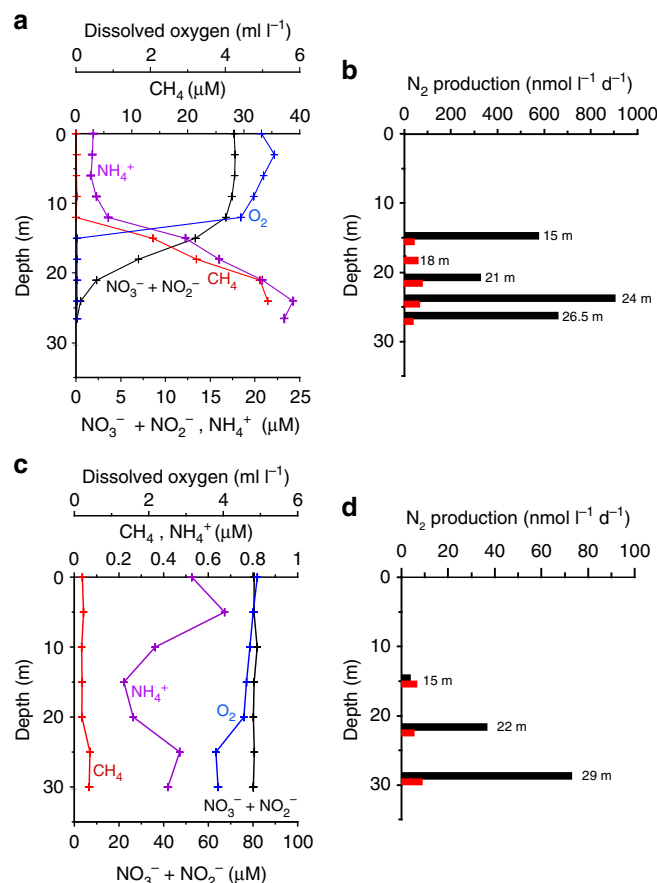 a
Dissolved oxygen (ml l⁻¹)
0 2 4 6
CH₄ (μM)
0 10 20 30 40
0
10
20
30
Depth (m)
NH₄⁺
O₂
CH₄
NO₃⁻ + NO₂⁻
0 5 10 15 20 25
NO₃⁻ + NO₂⁻ , NH₄⁺ (μM)
b
N₂ production (nmol l⁻¹ d⁻¹)
0 200 400 600 800 1000
0
10
20
30
Depth (m)
15 m
18 m
21 m
24 m
26.5 m
c
Dissolved oxygen (ml l⁻¹)
0 2 4 6
CH₄ , NH₄⁺ (μM)
0 0.2 0.4 0.6 0.8 1
0
10
20
30
Depth (m)
NH₄⁺
O₂
CH₄
NO₃⁻ + NO₂⁻
0 20 40 60 80 100
NO₃⁻ + NO₂⁻ (μM)
d
N₂ production (nmol l⁻¹ d⁻¹)
0 20 40 60 80 100
0
10
20
30
Depth (m)
15 m
22 m
29 m